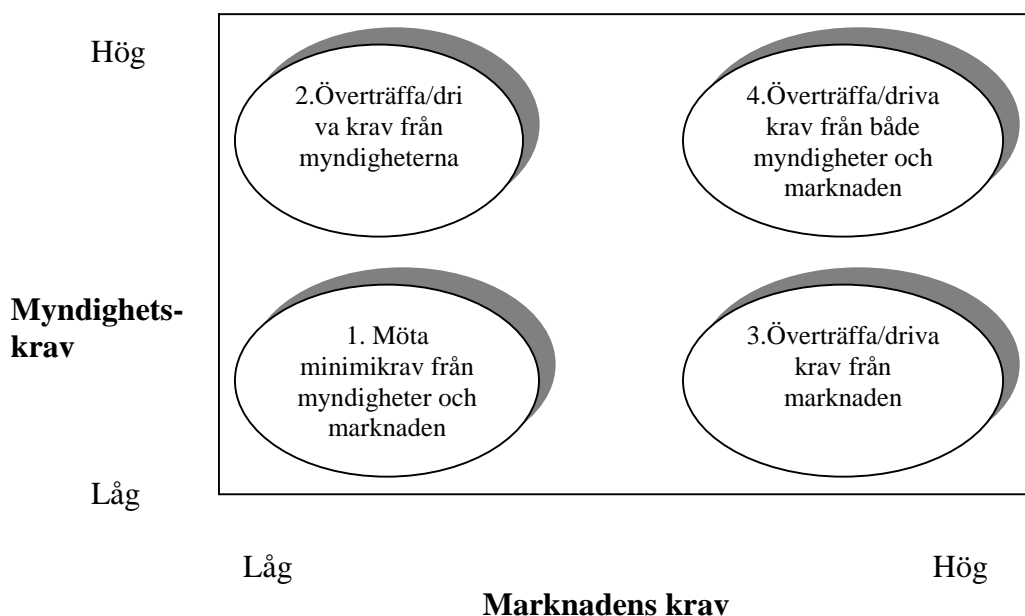 Hög
2.Överträffa/dri
va krav från
myndigheterna
4.Överträffa/driva
krav från både
myndigheter och
marknaden
Myndighets-
krav
1. Möta
minimikrav från
myndigheter och
marknaden
3.Överträffa/driva
krav från
marknaden
Låg
Låg
Hög
Marknadens krav